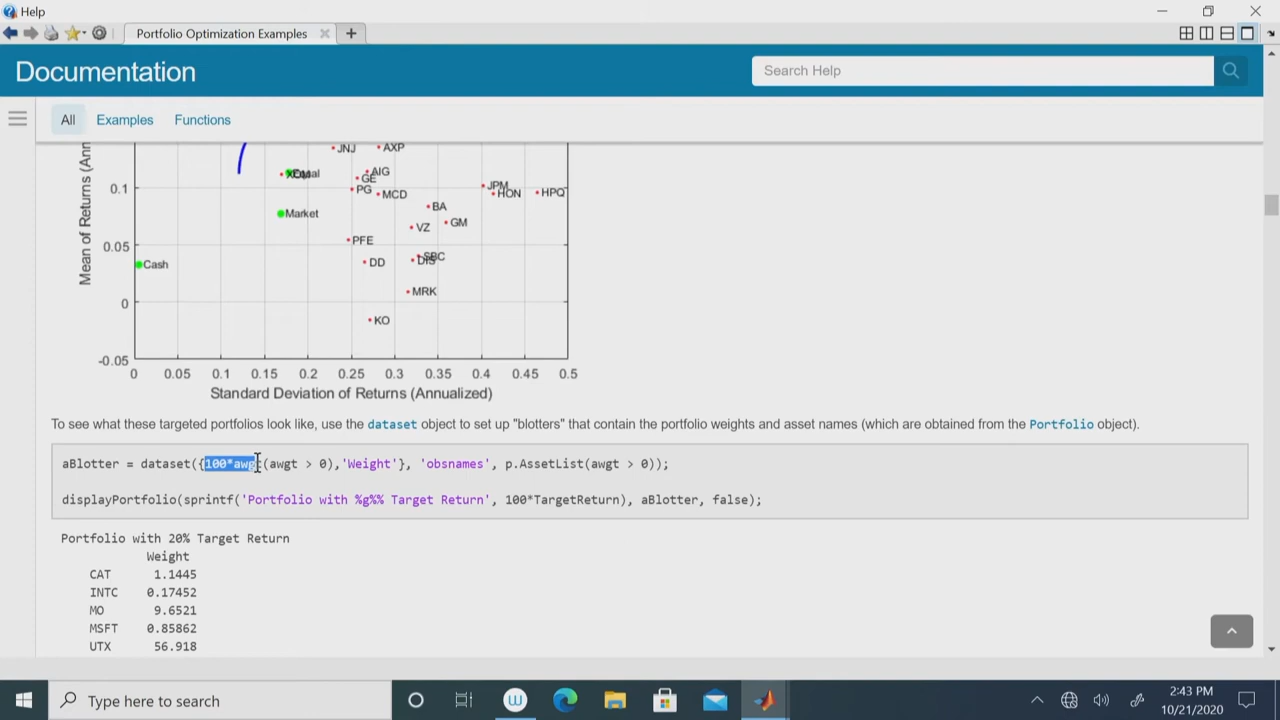 Help
Portfolio Optimization Examples
Documentation
Search Help
All Examples Functions
Mean of Returns (Ann
JNJ AXP
AIG
GE
PG
MCD
JPM
HON
HPQ
BA
Market
VZ
GM
PFE
0.1
0.05
Cash
DD
SBC
DIS
0
MRK
KO
-0.05
0 0.05 0.1 0.15 0.2 0.25 0.3 0.35 0.4 0.45 0.5
Standard Deviation of Returns (Annualized)
To see what these targeted portfolios look like, use the dataset object to set up "blotters" that contain the portfolio weights and asset names (which are obtained from the Portfolio object).
aBlotter = dataset({100*awgt(awgt > 0),'Weight'}, 'obsnames', p.AssetList(awgt > 0));
displayPortfolio(sprintf('Portfolio with %g%% Target Return', 100*TargetReturn), aBlotter, false);
Portfolio with 20% Target Return
Weight
CAT 1.1445
INTC 0.17452
MO 9.6521
MSFT 0.85862
UTX 56.918
Type here to search
2:43 PM
10/21/2020